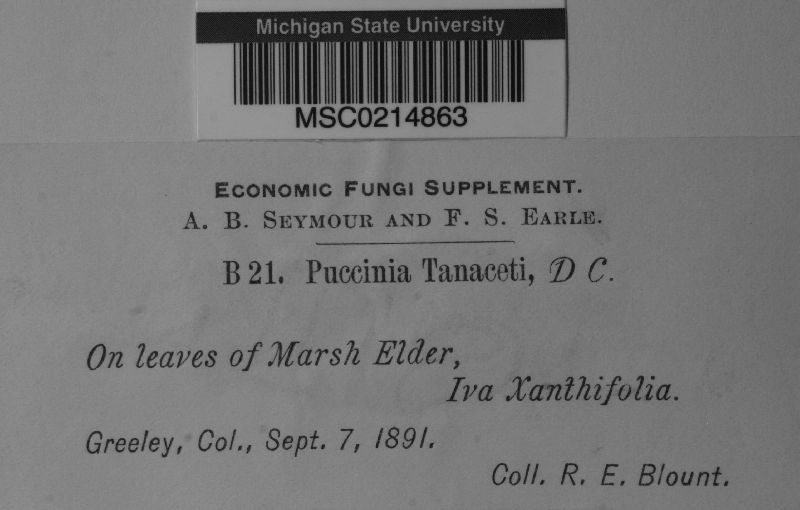 Michigan State University
MSC0214863
ECONOMIC FUNGI SUPPLEMENT.
A. B. SEYMOUR AND F. S. EARLE.
B 21. Puccinia Tanaceti, D C.
On leaves of Marsh Elder,
Iva Xanthifolia.
Greeley, Col., Sept. 7, 1891.
Coll. R. E. Blount.